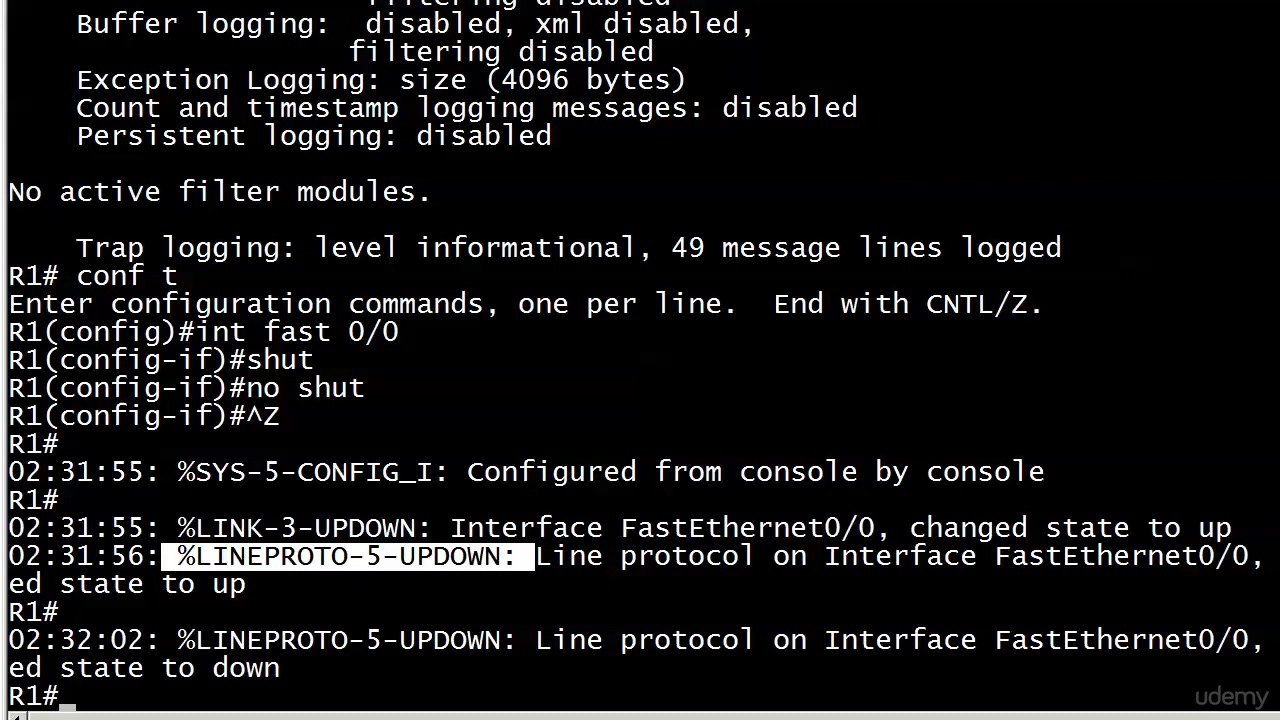 filtering disabled
Buffer logging:  disabled, xml disabled,
filtering disabled
Exception Logging: size (4096 bytes)
Count and timestamp logging messages: disabled
Persistent logging: disabled
No active filter modules.
Trap logging: level informational, 49 message lines logged
R1# conf t
Enter configuration commands, one per line.  End with CNTL/Z.
R1(config)#int fast 0/0
R1(config-if)#shut
R1(config-if)#no shut
R1(config-if)#^Z
R1#
02:31:55: %SYS-5-CONFIG_I: Configured from console by console
R1#
02:31:55: %LINK-3-UPDOWN: Interface FastEthernet0/0, changed state to up
02:31:56: %LINEPROTO-5-UPDOWN: Line protocol on Interface FastEthernet0/0,
ed state to up
R1#
02:32:02: %LINEPROTO-5-UPDOWN: Line protocol on Interface FastEthernet0/0,
ed state to down
R1#
udemy